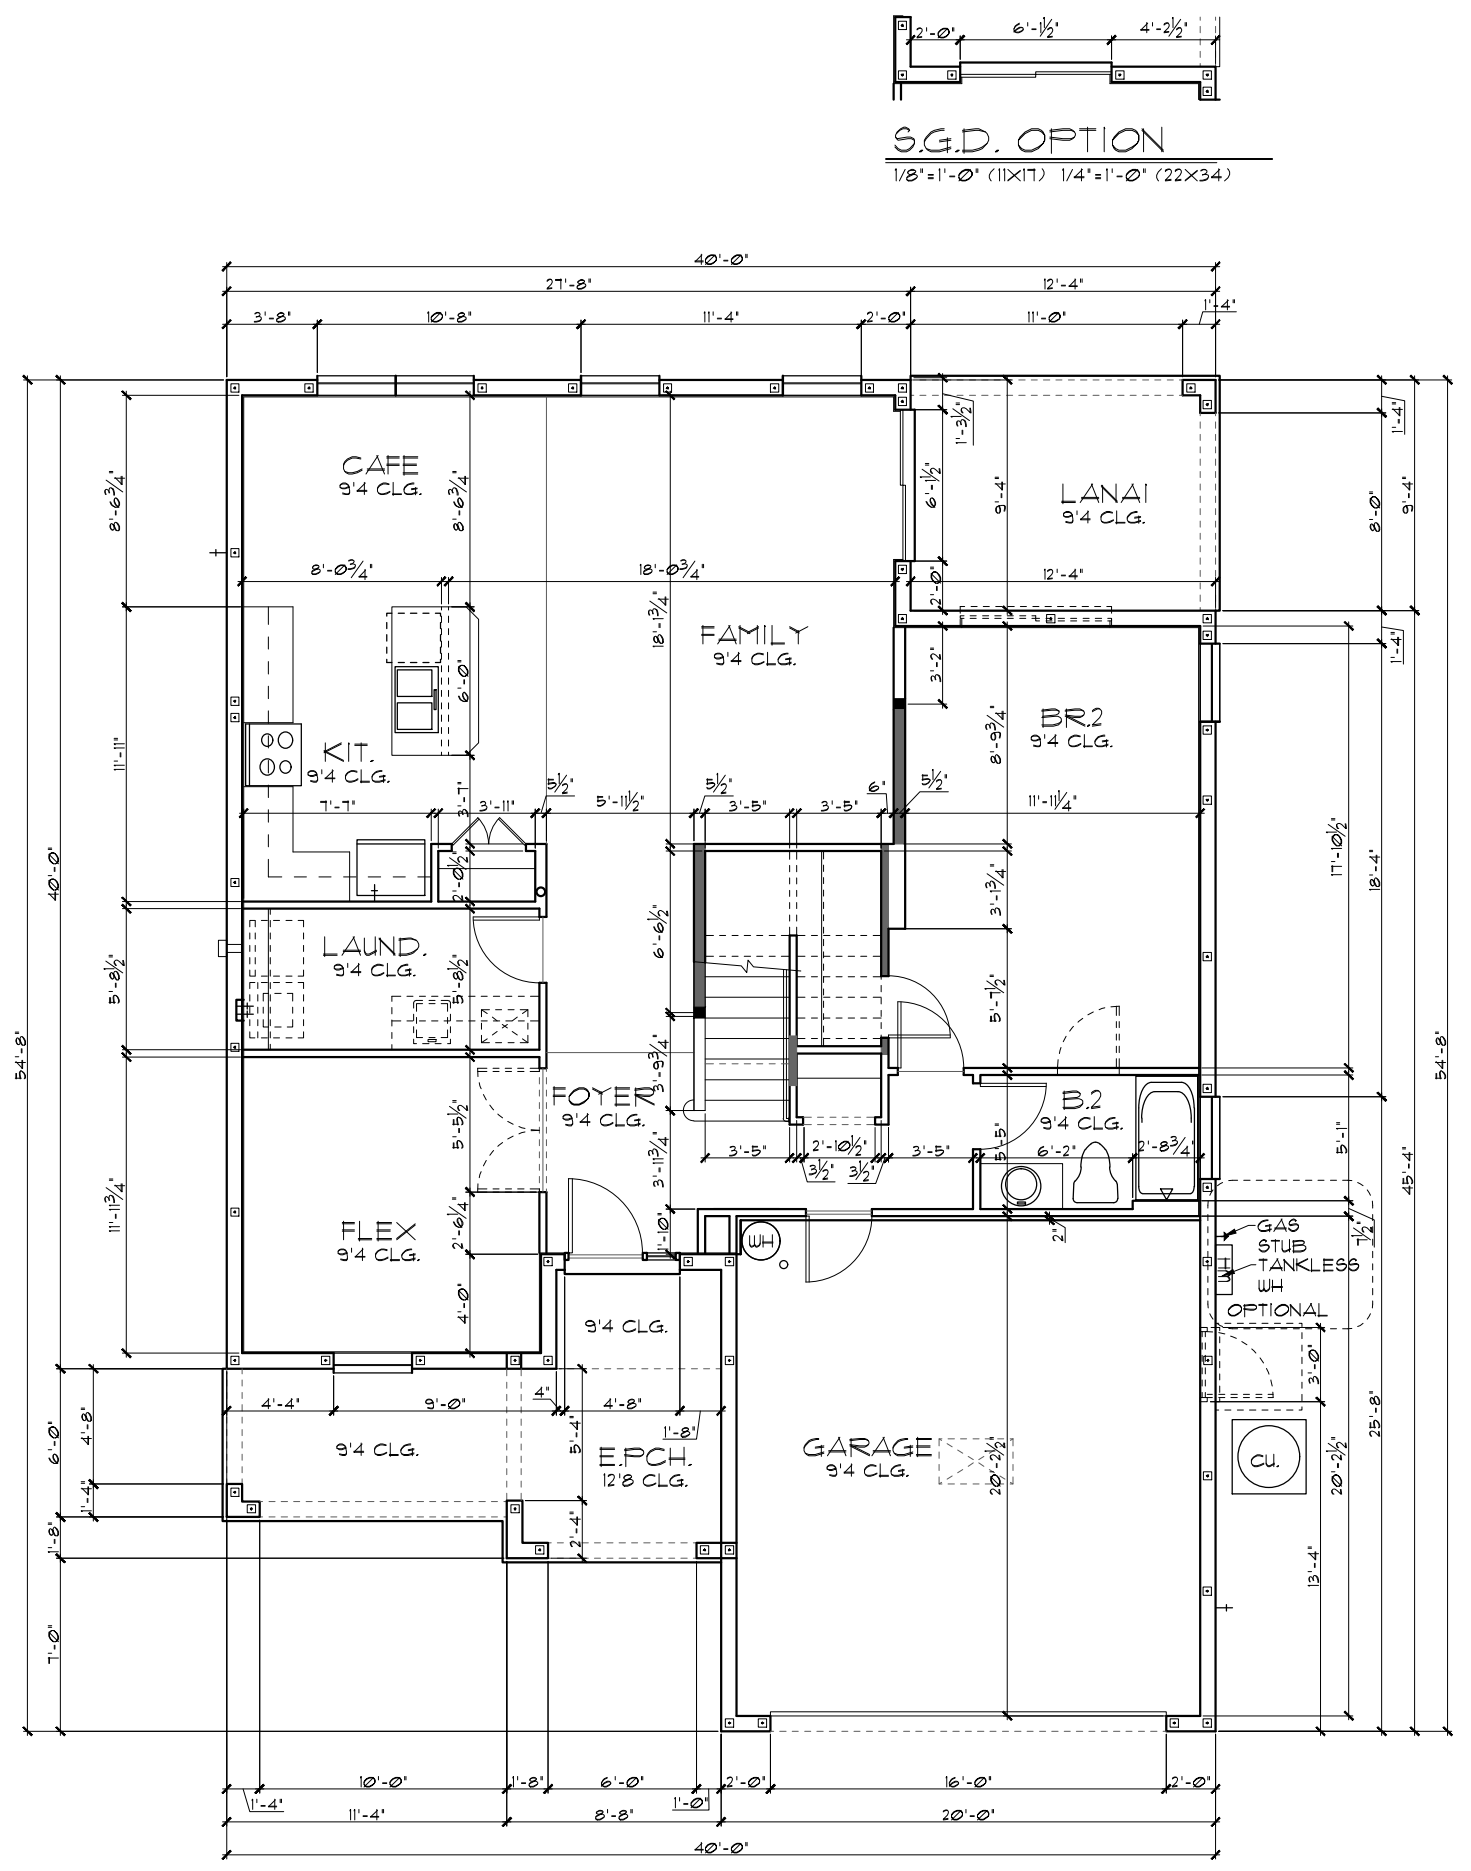 2'-0" 6'-1½" 4'-2½"
S.G.D. OPTION
1/8"=1'-0" (11X17) 1/4"=1'-0" (22X34)
40'-0"
27'-8" 12'-4"
1'-4"
3'-8" 10'-8" 11'-4" 2'-0" 11'-0"
1'-3½"
1'-4"
CAFE
9'4 CLG.
8'-6¾"
8'-6¾"
6'-1½"
9'-4"
LANAI
9'4 CLG.
8'-0"
9'-4"
8'-0¾" 18'-0¾" 2'-0" 12'-4"
18'-1¾"
FAMILY
9'4 CLG.
6'-0"
3'-2"
1'-4"
BR.2
9'4 CLG.
8'-9¾"
KIT.
9'4 CLG.
11'-11"
7'-7" 3'-7" 3'-11" 5½" 5'-11½" 5½" 3'-5" 3'-5" 6" 5½" 11'-11¼"
17'-10½"
18'-4"
40'-0"
2'-0½"
3'-1¾"
6'-6½"
LAUND.
9'4 CLG.
5'-8½"
5'-8½"
5'-7½"
54'-8"
54'-8"
3'-9¾"
FOYER
9'4 CLG.
B.2
9'4 CLG.
5'-5½"
5'-5"
5'-1"
45'-4"
3'-5" 2'-10½" 3'-5" 6'-2" 2'-8¾"
3½" 3½"
3'-11¾"
11'-11¾"
FLEX
9'4 CLG.
2'-6¼"
1'-10"
WH
2"
7½"
GAS
STUB
TANKLESS
WH
WH
OPTIONAL
4'-0"
9'4 CLG.
3'-0"
4'-4" 9'-0" 4" 4'-8"
1'-8"
25'-8"
6'-0"
4'-8"
9'4 CLG.
5'-4"
E.PCH.
12'8 CLG.
GARAGE
9'4 CLG.
20'-2½"
20'-2½"
CU.
1'-4"
1'-8"
2'-4"
13'-4"
7'-0"
10'-0" 1'-8" 6'-0" 2'-0" 16'-0" 2'-0"
1'-4" 1'-0"
11'-4" 8'-8" 20'-0"
40'-0"